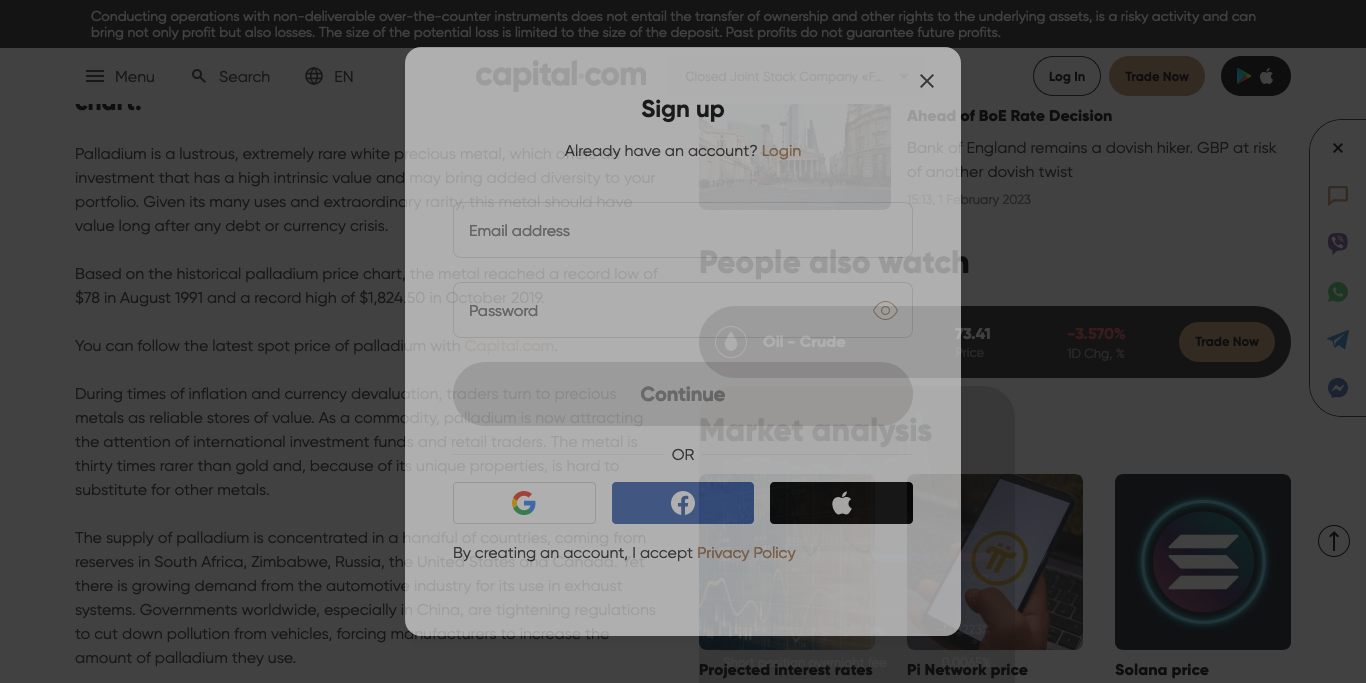 Conducting operations with non-deliverable over-the-counter instruments does not entail the transfer of ownership and other rights to the underlying assets, is a risky activity and can
bring not only profit but also losses. The size of the potential loss is limited to the size of the deposit. Past profits do not guarantee future profits.
Menu
Search
EN
capital.com
Closed Joint Stock Company «F...
Log In
Trade Now
chart.
Palladium is a lustrous, extremely rare white precious metal, which
investment that has a high intrinsic value and may bring added diversity to your
portfolio. Given its many uses and extraordinary rarity, this metal should have
value long after any debt or currency crisis.
Based on the historical palladium price chart, the metal reached a record low of
$78 in August 1991 and a record high of $1,824.50 in October 2019.
You can follow the latest spot price of palladium with Capital.com.
During times of inflation and currency devaluation, traders turn to precious
metals as reliable stores of value. As a commodity, palladium is now attracting
the attention of international investment funds and retail traders. The metal is
thirty times rarer than gold and, because of its unique properties, is hard to
substitute for other metals.
The supply of palladium is concentrated in a handful of countries, coming from
reserves in South Africa, Zimbabwe, Russia, the United States and Canada. Yet
there is growing demand from the automotive industry for its use in exhaust
systems. Governments worldwide, especially in China, are tightening regulations
to cut down pollution from vehicles, forcing manufacturers to increase the
amount of palladium they use.
Sign up
Already have an account? Login
Email address
Password
Continue
OR
By creating an account, I accept Privacy Policy
Ahead of BoE Rate Decision
Bank of England remains a dovish hiker. GBP at risk
of another dovish twist
15:13, 1 February 2023
People also watch
Oil - Crude
73.41
Price
-3.570%
1D Chg, %
Trade Now
Market analysis
Projected interest rates
Pi Network price
Solana price